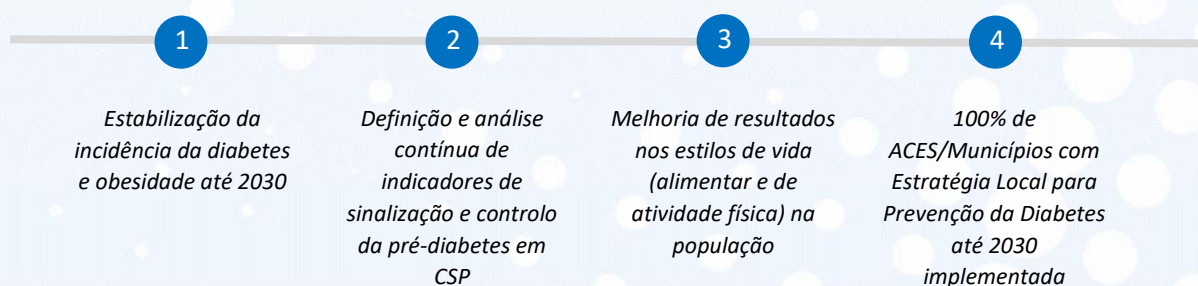 1
Estabilização da
incidência da diabetes
e obesidade até 2030
2
Definição e análise
contínua de
indicadores de
sinalização e controlo
da pré-diabetes em
CSP
3
Melhoria de resultados
nos estilos de vida
(alimentar e de
atividade física) na
população
4
100% de
ACES/Municípios com
Estratégia Local para
Prevenção da Diabetes
até 2030
implementada